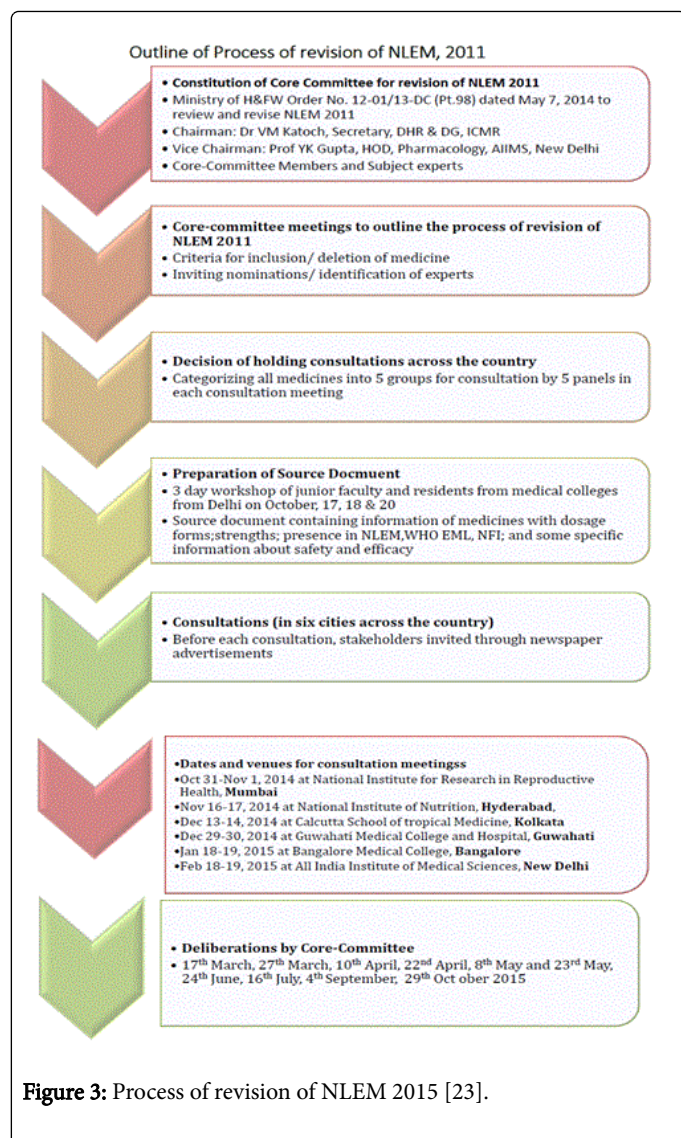 Outline of Process of revision of NLEM, 2011
• Constitution of Core Committee for revision of NLEM 2011
• Ministry of H&FW Order No. 12-01/13-DC (Pt.98) dated May 7, 2014 to
review and revise NLEM 2011
• Chairman: Dr VM Katoch, Secretary, DHR & DG, ICMR
• Vice Chairman: Prof YK Gupta, HOD, Pharmacology, AIIMS, New Delhi
• Core-Committee Members and Subject experts
• Core-committee meetings to outline the process of revision of
NLEM 2011
• Criteria for inclusion/ deletion of medicine
• Inviting nominations/ identification of experts
• Decision of holding consultations across the country
• Categorizing all medicines into 5 groups for consultation by 5 panels in
each consultation meeting
• Preparation of Source Docmuent
• 3 day workshop of junior faculty and residents from medical colleges
from Delhi on October, 17, 18 & 20
• Source document containing information of medicines with dosage
forms;strengths; presence in NLEM,WHO EML, NFI; and some specific
information about safety and efficacy
• Consultations (in six cities across the country)
• Before each consultation, stakeholders invited through newspaper
advertisements
•Dates and venues for consultation meetingss
•Oct 31-Nov 1, 2014 at National Institute for Research in Reproductive
Health, Mumbai
•Nov 16-17, 2014 at National Institute of Nutrition, Hyderabad,
•Dec 13-14, 2014 at Calcutta School of tropical Medicine, Kolkata
•Dec 29-30, 2014 at Guwahati Medical College and Hospital, Guwahati
•Jan 18-19, 2015 at Bangalore Medical College, Bangalore
•Feb 18-19, 2015 at All India Institute of Medical Sciences, New Delhi
• Deliberations by Core-Committee
• 17th March, 27th March, 10th April, 22nd April, 8th May and 23rd May,
24th June, 16th July, 4th September, 29th Oct ober 2015
Figure 3: Process of revision of NLEM 2015 [23].